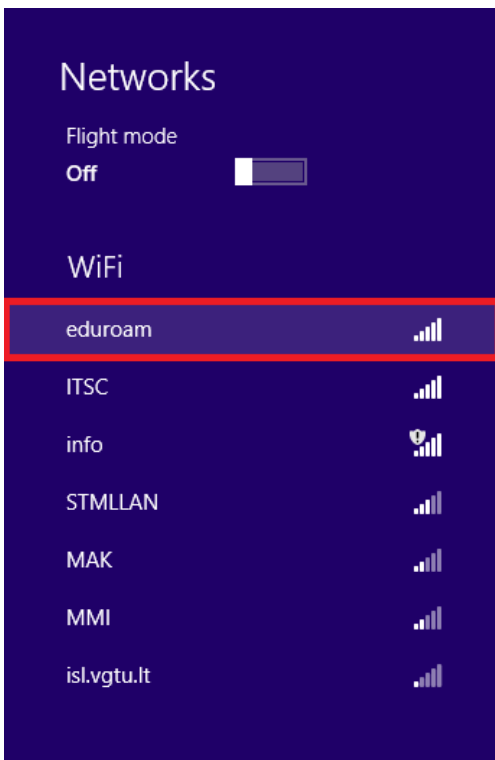 Networks
Flight mode
Off
WiFi
eduroam
ITSC
info
STMLLAN
MAK
MMI
isl.vgtu.lt